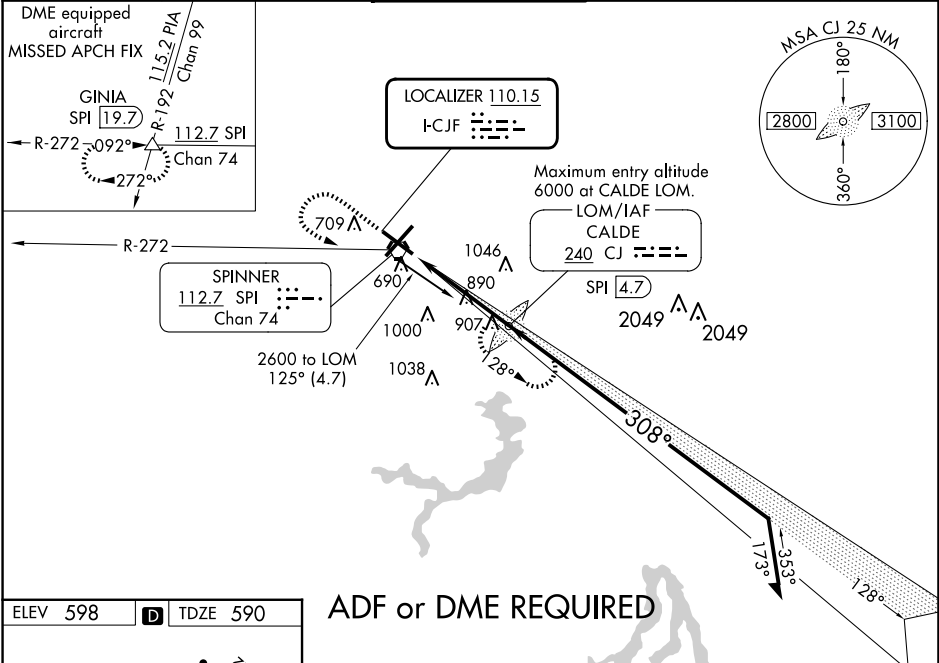 DME equipped
aircraft
MISSED APCH FIX
115.2 PIA
Chan 99
R-192
GINIA
SPI 19.7
112.7 SPI
Chan 74
R-272
092°
272°
LOCALIZER 110.15
I-CJF
MSA CJ 25 NM
180°
2800
3100
360°
Maximum entry altitude
6000 at CALDE LOM.
LOM/IAF
CALDE
240 CJ
SPI 4.7
709
R-272
1046
690
890
SPINNER
112.7 SPI
Chan 74
1000
907
2049
2049
2600 to LOM
125° (4.7)
1038
128°
308°
173°
353°
128°
ELEV 598 D TDZE 590
ADF or DME REQUIRED